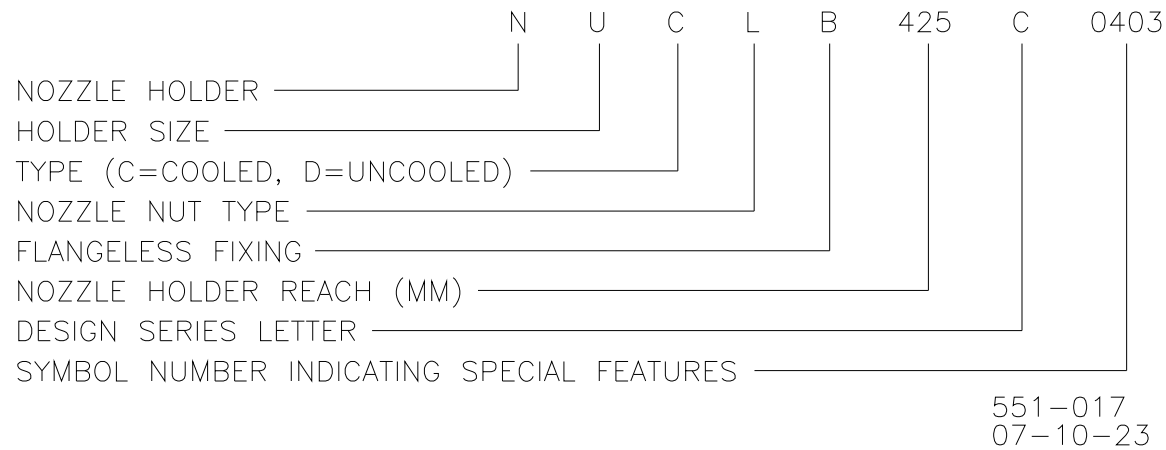 N U C L B 425 C 0403
NOZZLE HOLDER
HOLDER SIZE
TYPE (C=COOLED, D=UNCOOLED)
NOZZLE NUT TYPE
FLANGELESS FIXING
NOZZLE HOLDER REACH (MM)
DESIGN SERIES LETTER
SYMBOL NUMBER INDICATING SPECIAL FEATURES
551-017
07-10-23